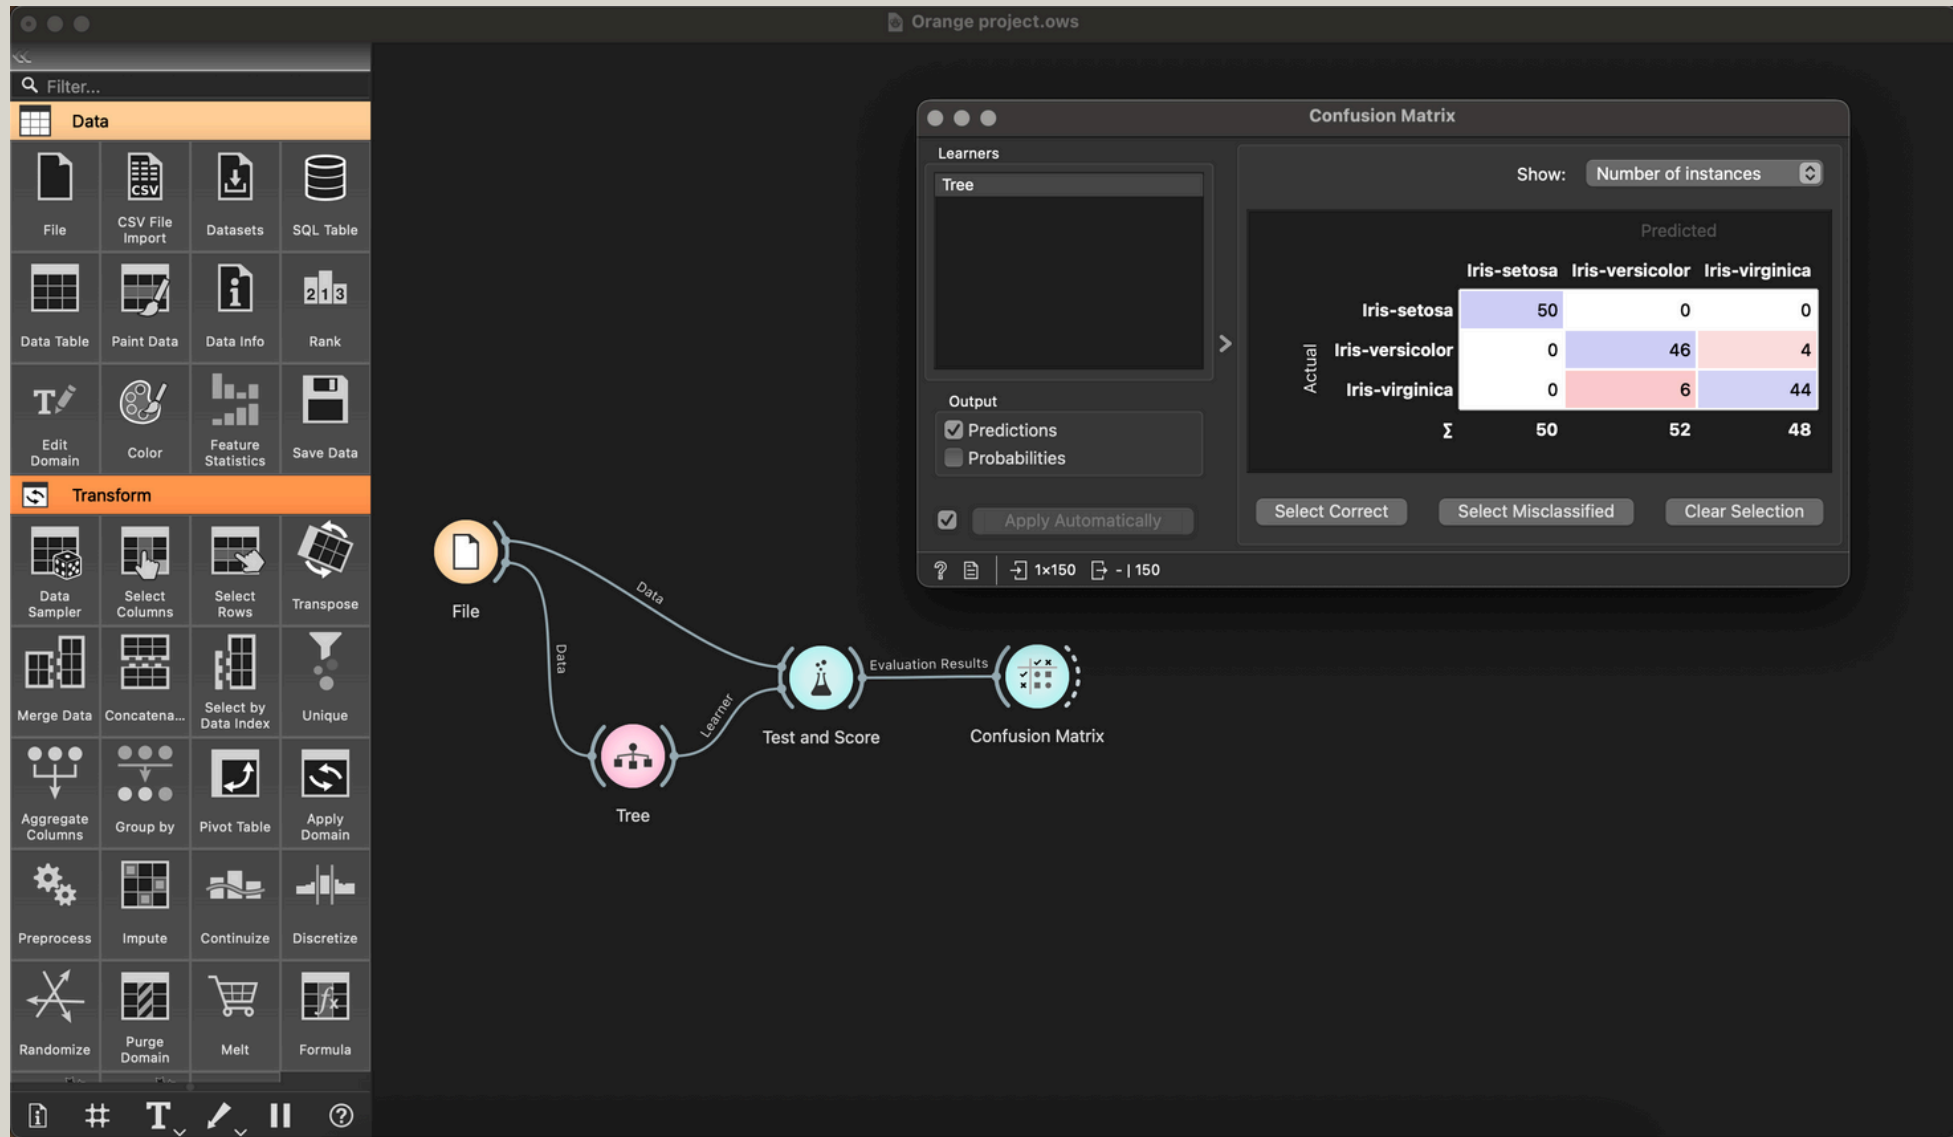 Orange project.ows
Filter...
Data
File
CSV
CSV File
Import
Datasets
SQL Table
Data Table
Paint Data
Data Info
2 1 3
Rank
Edit
Domain
Color
Feature
Statistics
Save Data
Transform
Data
Sampler
Select
Columns
Select
Rows
Transpose
Merge Data
Concatena...
Select by
Data Index
Unique
Aggregate
Columns
Group by
Pivot Table
Apply
Domain
Preprocess
Impute
Continuize
Discretize
Randomize
Purge
Domain
Melt
fx
Formula
File
Data
Data
Tree
Learner
Test and Score
Evaluation Results
Confusion Matrix
Confusion Matrix
Learners
Tree
Output
Predictions
Probabilities
Apply Automatically
1×150
- | 150
Show: Number of instances
Predicted
Iris-setosa Iris-versicolor Iris-virginica
Actual
Iris-setosa 50 0 0
Iris-versicolor 0 46 4
Iris-virginica 0 6 44
Σ 50 52 48
Select Correct
Select Misclassified
Clear Selection